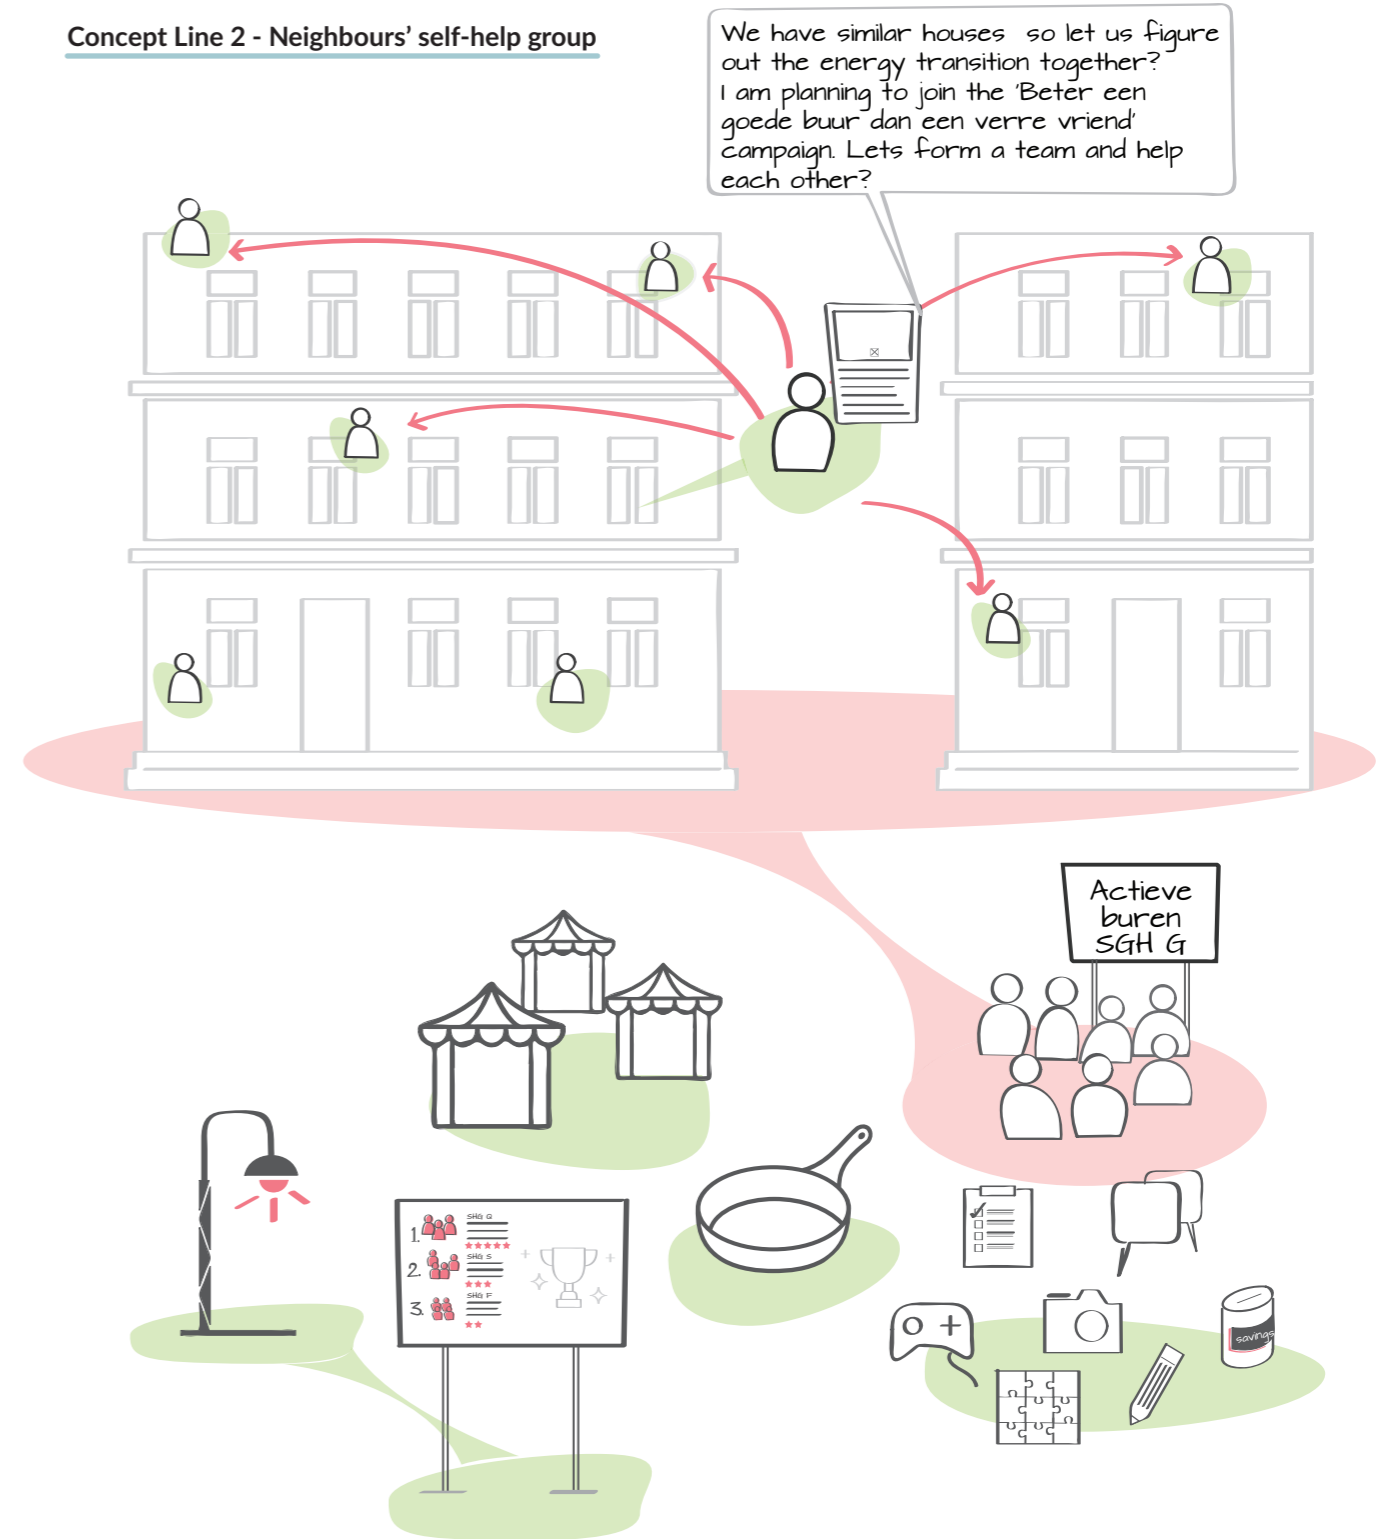 Concept Line 2 - Neighbours’ self-help group
We have similar houses so let us figure
out the energy transition together?
I am planning to join the 'Beter een
goede buur dan een verre vriend'
campaign. Lets form a team and help
each other?
Actieve
buren
SGH G
SHG Q
1.
SHG S
2.
SHG F
3.
savings